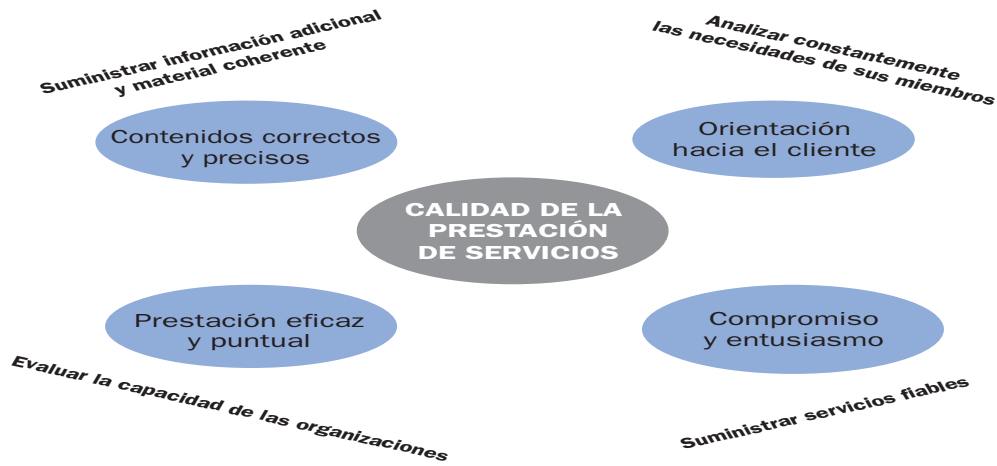 Suministrar información adicional
y material coherente
Analizar constantemente
las necesidades de sus miembros
Contenidos correctos
y precisos
Orientación
hacia el cliente
CALIDAD DE LA
PRESTACIÓN
DE SERVICIOS
Prestación eficaz
y puntual
Compromiso
y entusiasmo
Evaluar la capacidad de las organizaciones
Suministrar servicios fiables